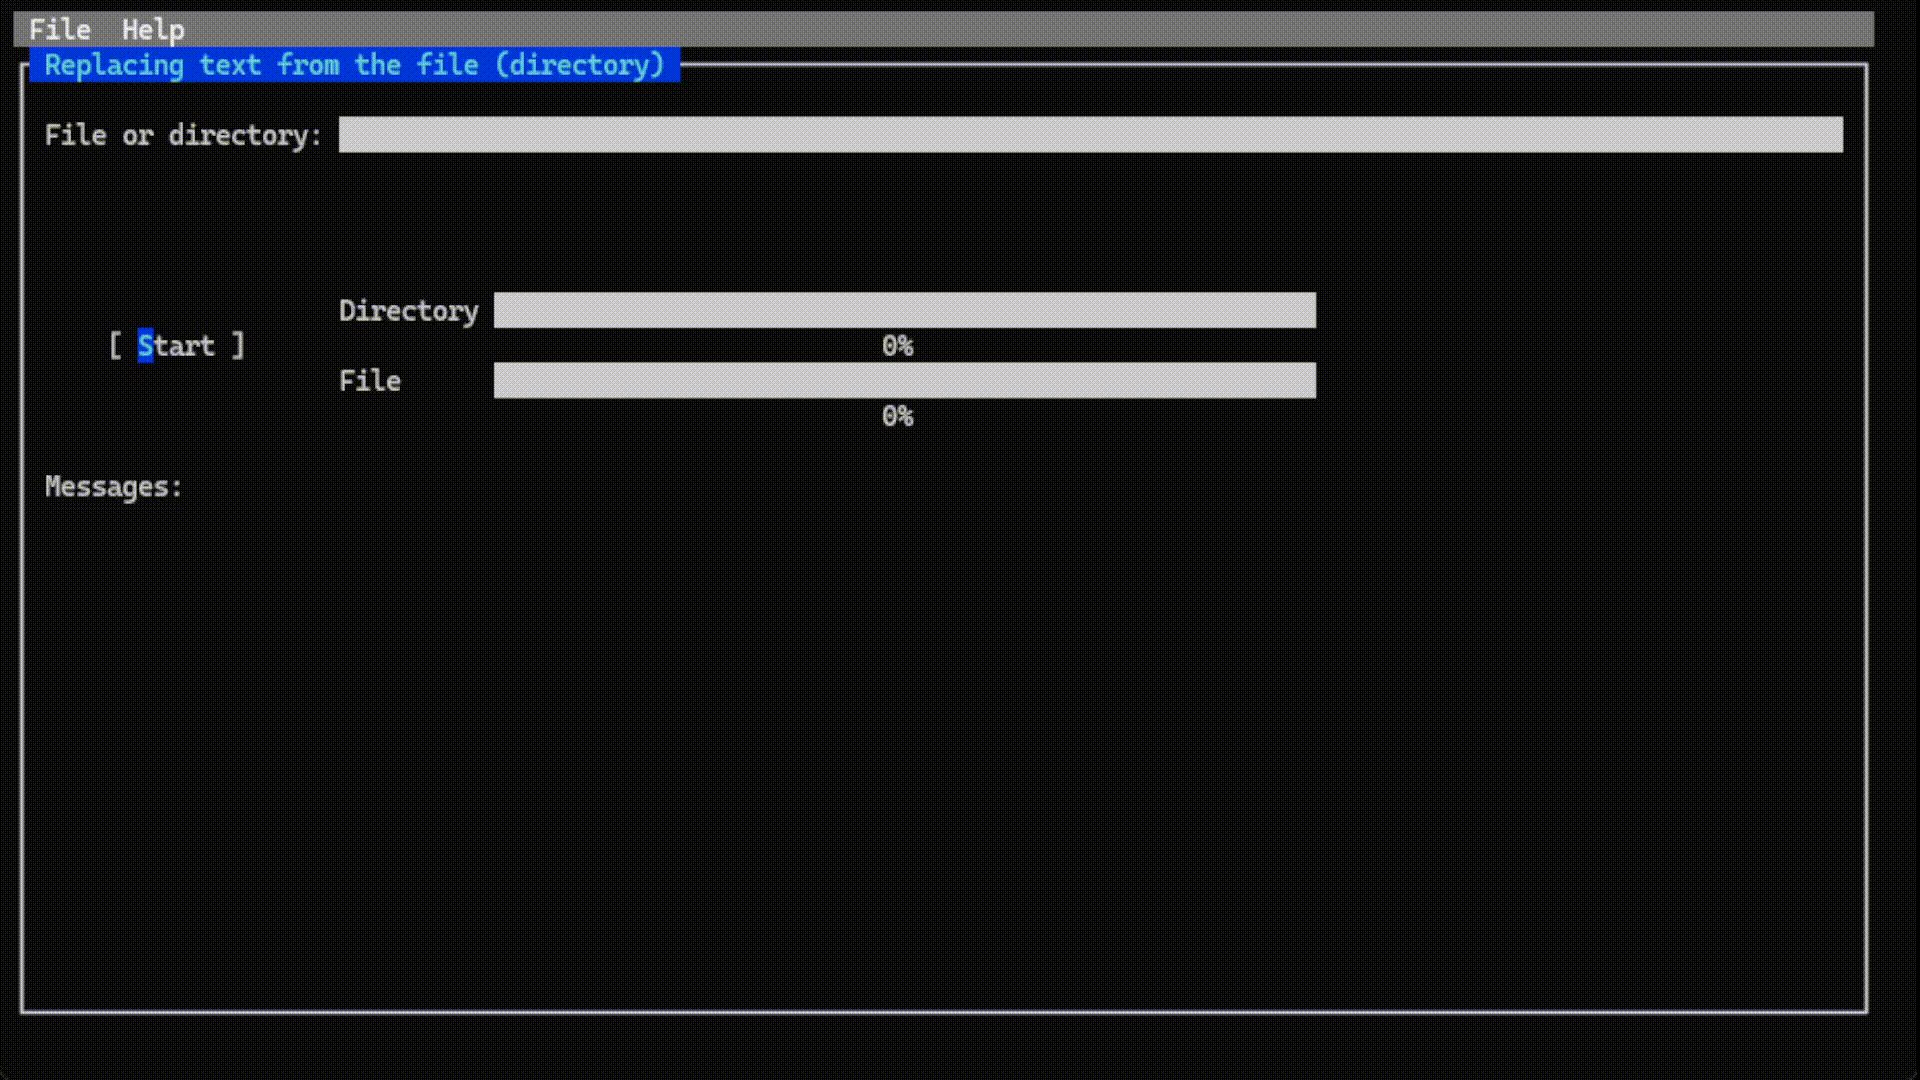 File Help
Replacing text from the file (directory)
File or directory:
Directory
0%
[ Start ]
File
0%
Messages: